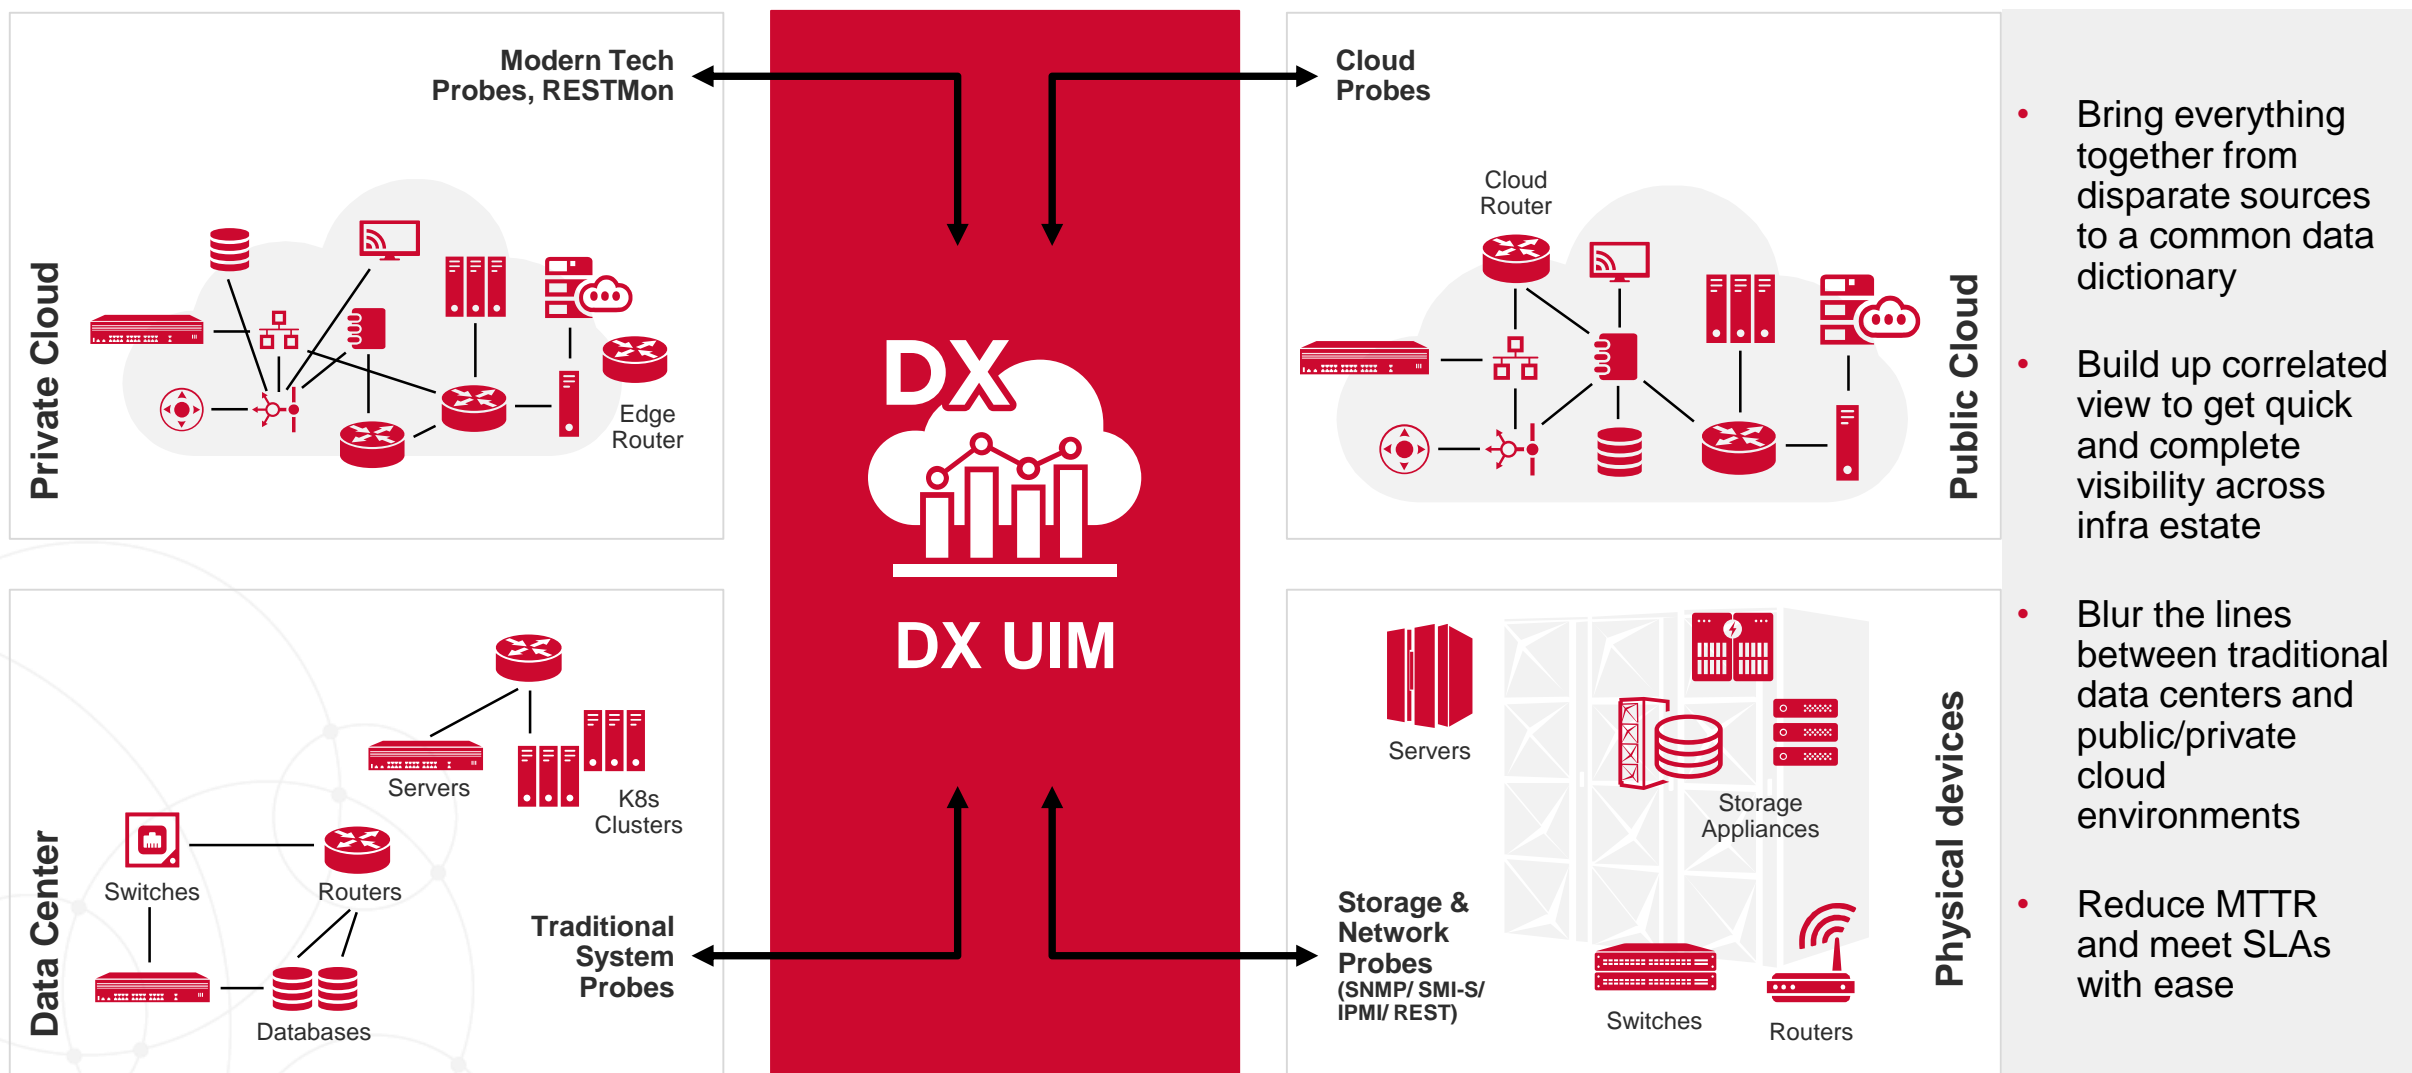 Modern Tech
Probes, RESTMon
Private Cloud
Edge
Router
Cloud
Probes
Cloud
Router
Public Cloud
DX
DX UIM
Data Center
Servers
K8s
Clusters
Switches
Routers
Databases
Traditional
System
Probes
Servers
Storage
Appliances
Physical devices
Storage &
Network
Probes
(SNMP/ SMI-S/
IPMI/ REST)
Switches
Routers
• Bring everything
together from
disparate sources
to a common data
dictionary
• Build up correlated
view to get quick
and complete
visibility across
infra estate
• Blur the lines
between traditional
data centers and
public/private
cloud
environments
• Reduce MTTR
and meet SLAs
with ease